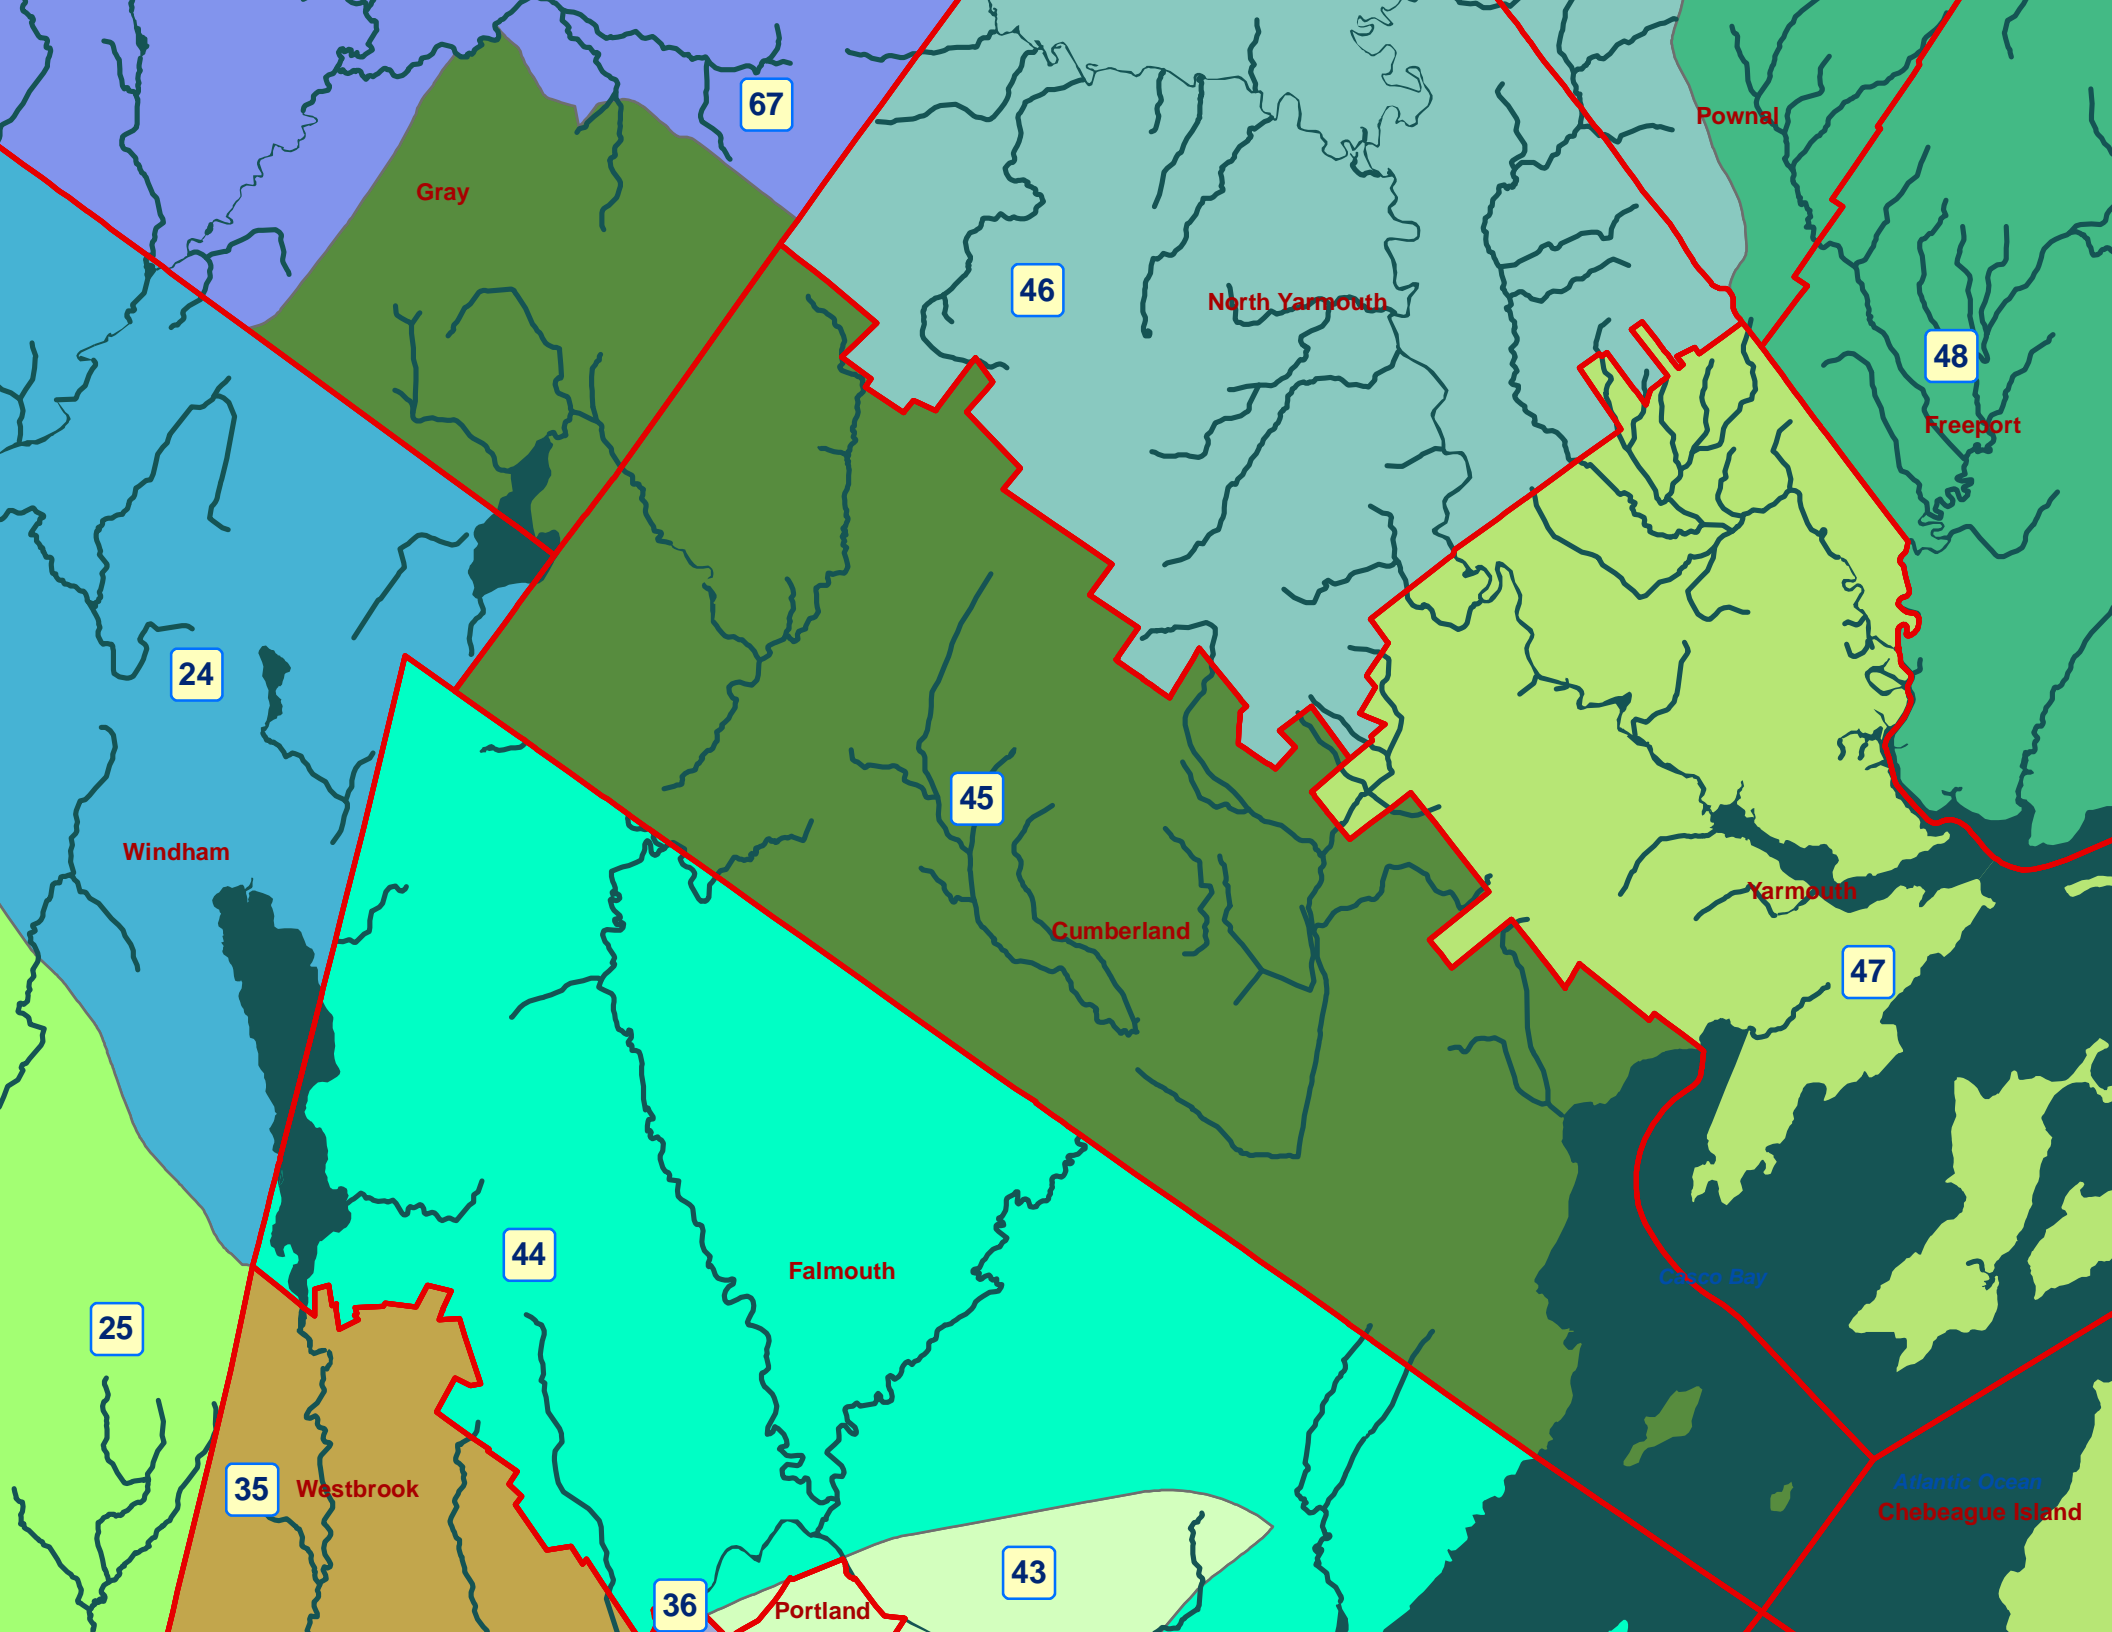 67
Pownal
Gray
46
North Yarmouth
48
Freeport
24
45
Windham
Yarmouth
Cumberland
47
44
Falmouth
Casco Bay
25
Atlantic Ocean
35
Westbrook
Chebeague Island
43
36
Portland